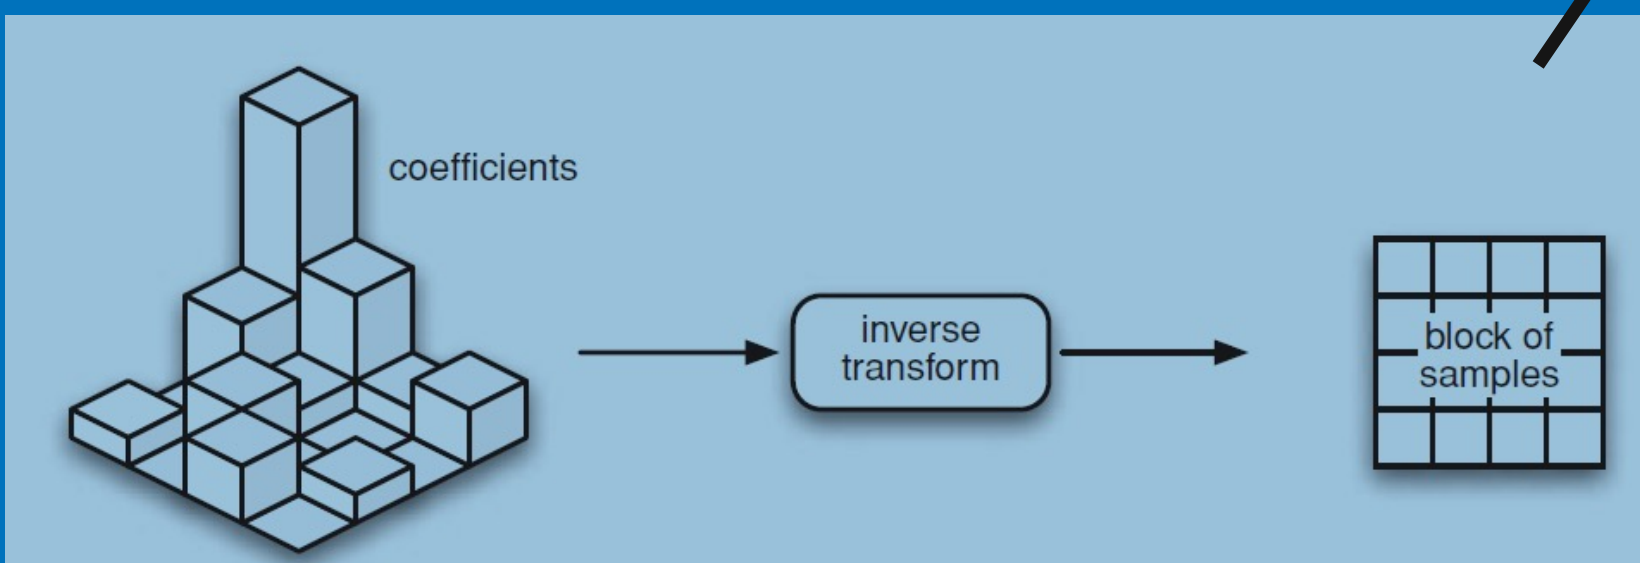 coefficients
inverse
transform
block of
samples